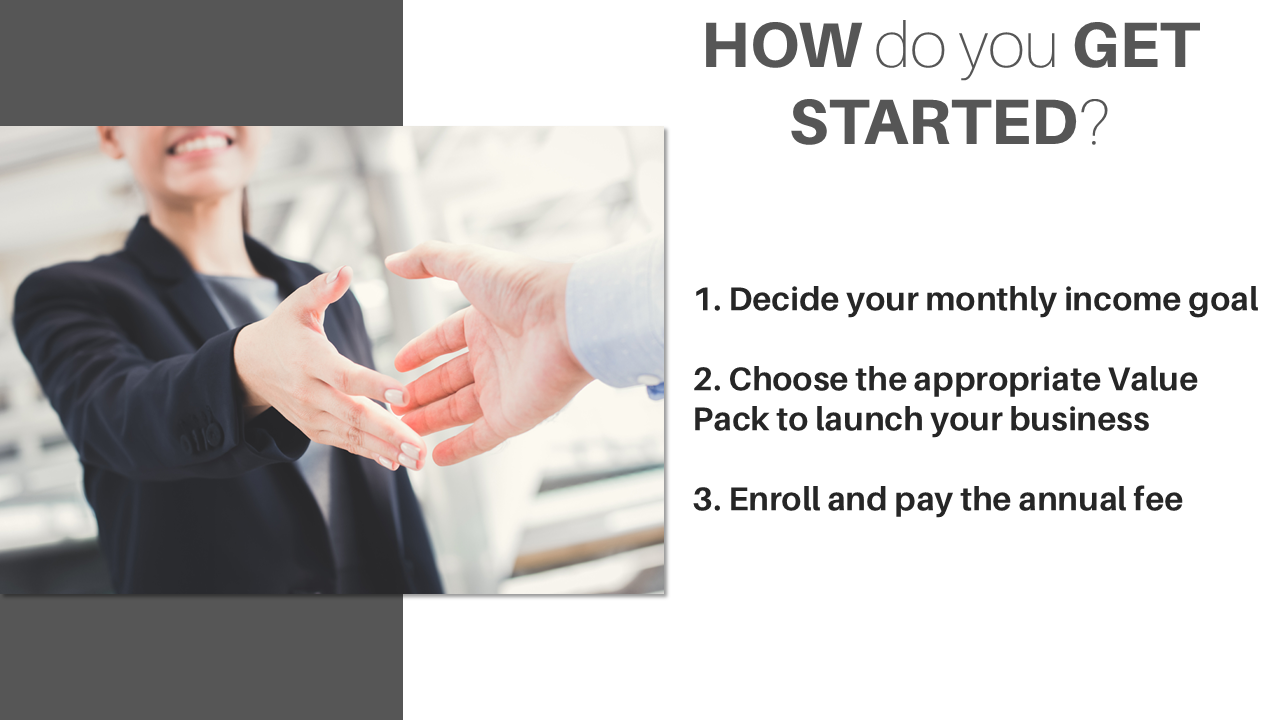 HOW do you GET
STARTED?
1. Decide your monthly income goal
2. Choose the appropriate Value
Pack to launch your business
3. Enroll and pay the annual fee